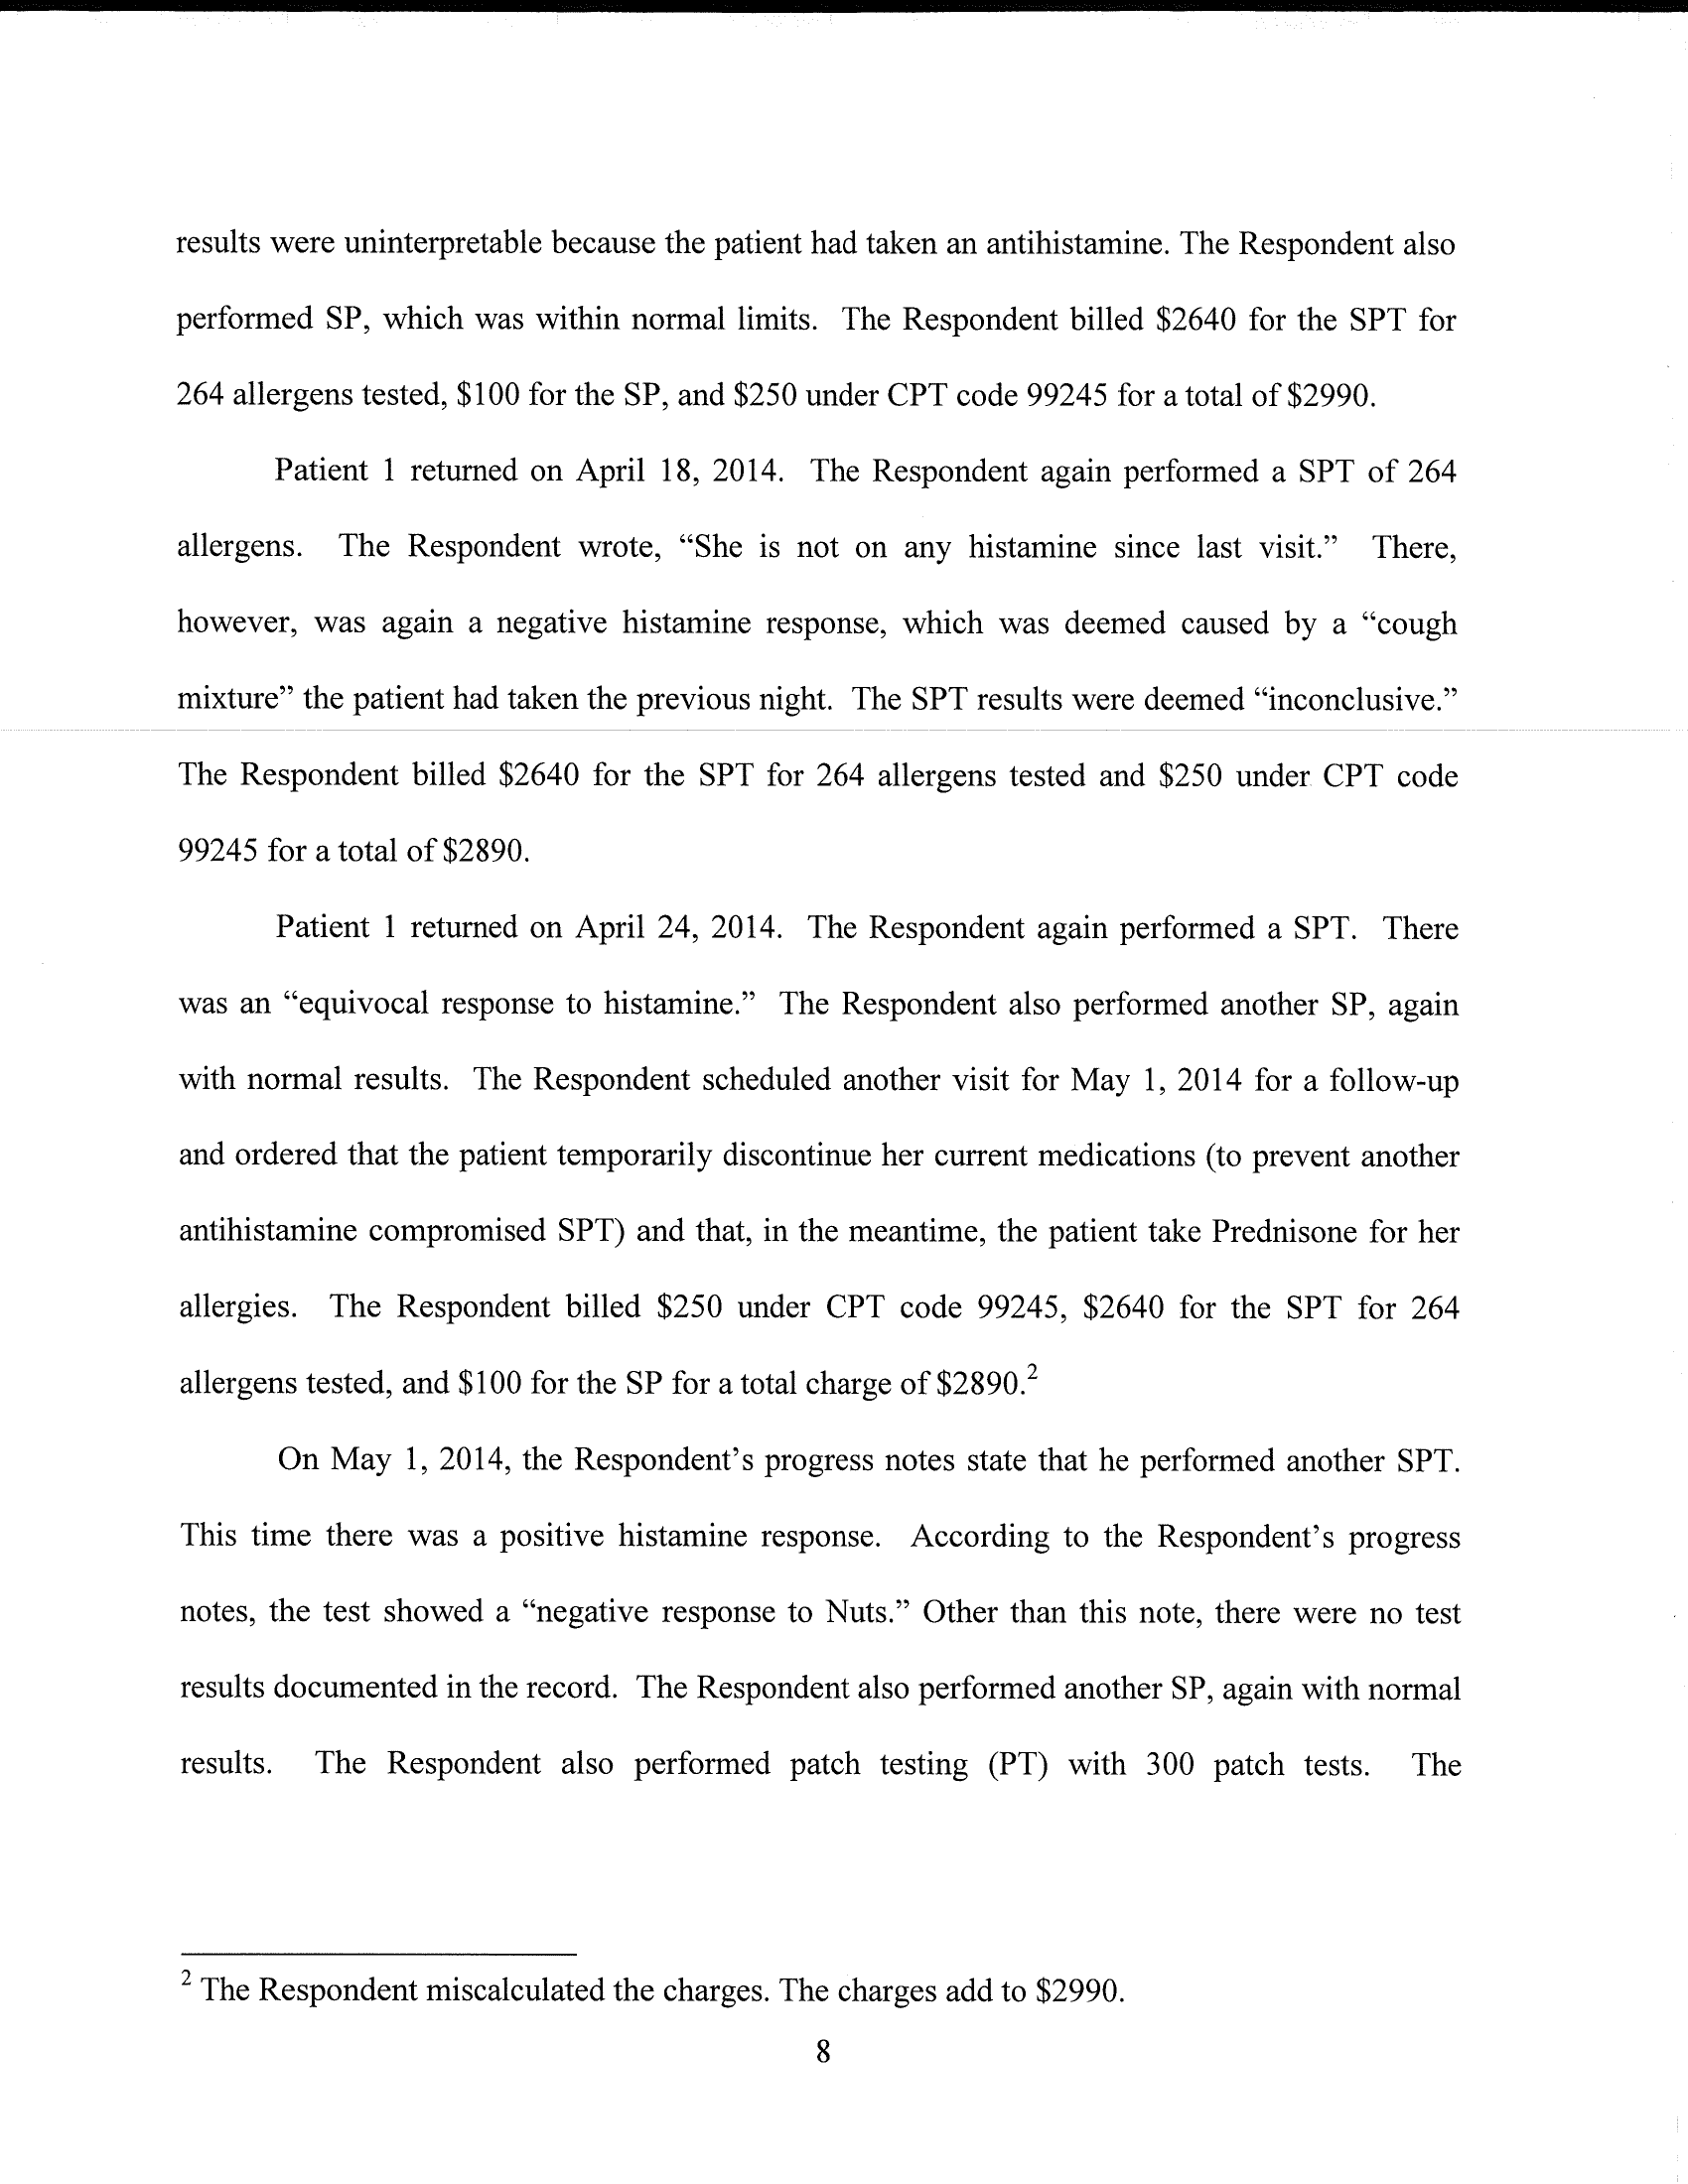 results were uninterpretable because the patient had taken an antihistamine. The Respondent also
performed SP, which was within normal limits. The Respondent billed $2640 for the SPT for
264 allergens tested, $100 for the SP, and $250 under CPT code 99245 for a total of $2990.
Patient 1 returned on April 18, 2014. The Respondent again performed a SPT of 264
allergens. The Respondent wrote, “She is not on any histamine since last visit.” There,
however, was again a negative histamine response, which was deemed caused by a “cough
mixture” the patient had taken the previous night. The SPT results were deemed “inconclusive.”
The Respondent billed $2640 for the SPT for 264 allergens tested and $250 under CPT code
99245 for a total of $2890.
Patient 1 returned on April 24, 2014. The Respondent again performed a SPT. There
was an “equivocal response to histamine.” The Respondent also performed another SP, again
with normal results. The Respondent scheduled another visit for May 1, 2014 for a follow-up
and ordered that the patient temporarily discontinue her current medications (to prevent another
antihistamine compromised SPT) and that, in the meantime, the patient take Prednisone for her
allergies. The Respondent billed $250 under CPT code 99245, $2640 for the SPT for 264
allergens tested, and $100 for the SP for a total charge of $2890.2
On May 1, 2014, the Respondent’s progress notes state that he performed another SPT.
This time there was a positive histamine response. According to the Respondent’s progress
notes, the test showed a “negative response to Nuts.” Other than this note, there were no test
results documented in the record. The Respondent also performed another SP, again with normal
results. The Respondent also performed patch testing (PT) with 300 patch tests. The
2 The Respondent miscalculated the charges. The charges add to $2990.
8